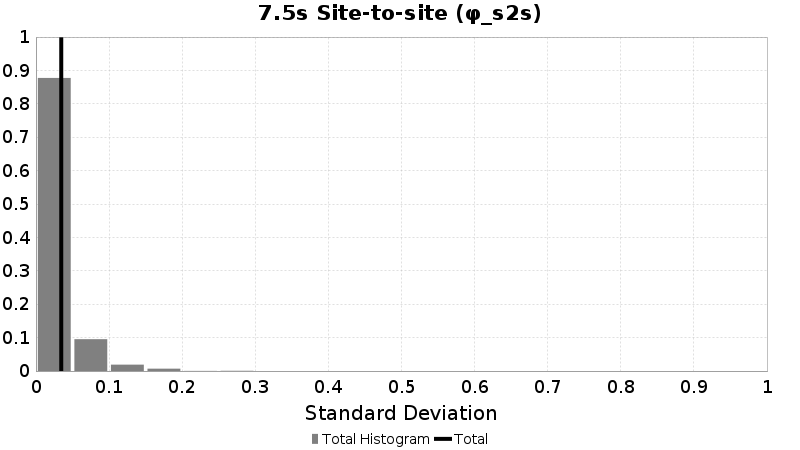 7.5s Site-to-site (φ_s2s)
1
0.9
0.8
0.7
0.6
0.5
0.4
0.3
0.2
0.1
0
0 0.1 0.2 0.3 0.4 0.5 0.6 0.7 0.8 0.9 1
Standard Deviation
Total Histogram Total